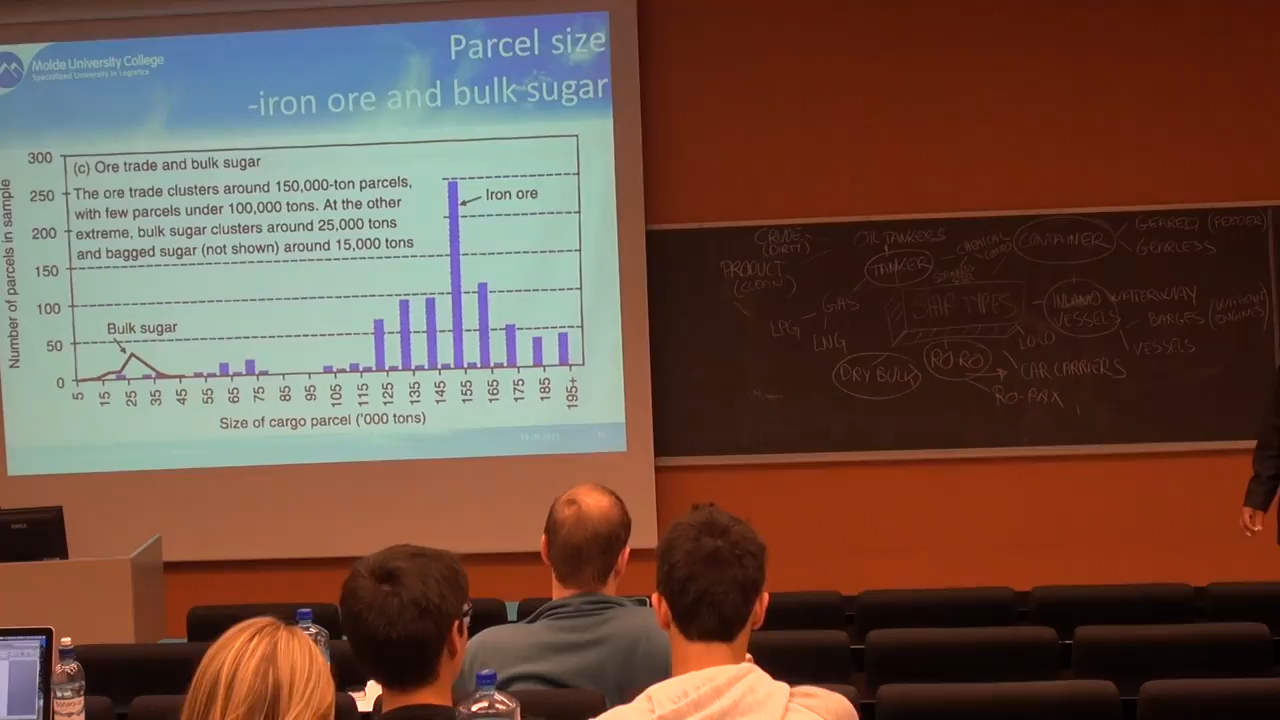 Molde University College
Specialized University in Logistics
Parcel size
-iron ore and bulk sugar
Number of parcels in sample
300
250
200
150
100
50
0
(c) Ore trade and bulk sugar
The ore trade clusters around 150,000-ton parcels,
with few parcels under 100,000 tons. At the other
extreme, bulk sugar clusters around 25,000 tons
and bagged sugar (not shown) around 15,000 tons
Iron ore
Bulk sugar
5 15 25 35 45 55 65 75 85 95 105 115 125 135 145 155 165 175 185 195+
Size of cargo parcel ('000 tons)
CRUDE
(DIRTY)
PRODUCT
(CLEAN)
OIL TANKERS
TANKER
CHEMICAL
CONTAINER
GEARED (FEEDER)
GEARLESS
GAS
LPG
LNG
SHIP TYPES
INLAND WATERWAY
VESSELS
BARGES (WITHOUT
ENGINES)
VESSELS
LOLO
DRY BULK
RO RO
CAR CARRIERS
RO-PAX
DELL